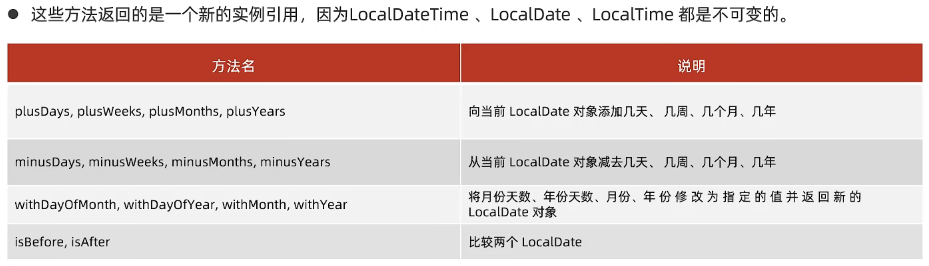 ● 这些方法返回的是一个新的实例引用，因为LocalDateTime 、LocalDate 、LocalTime 都是不可变的。
方法名
说明
plusDays, plusWeeks, plusMonths, plusYears
向当前 LocalDate 对象添加几天、 几周、几个月、几年
minusDays, minusWeeks, minusMonths, minusYears
从当前 LocalDate 对象减去几天、 几周、几个月、几年
withDayOfMonth, withDayOfYear, withMonth, withYear
将月份天数、年份天数、月份、年 份 修 改 为 指 定 的 值 并 返 回 新 的
LocalDate 对象
isBefore, isAfter
比较两个 LocalDate